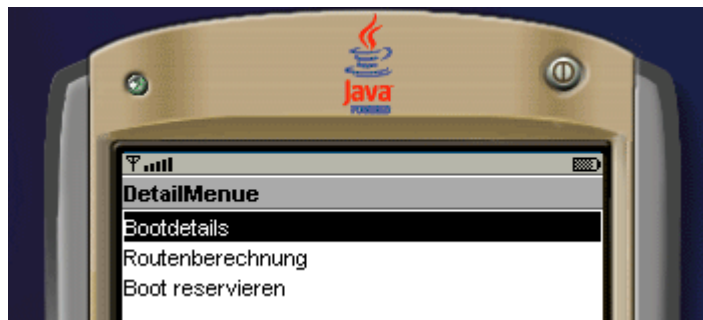 Java
POWERED
DetailMenue
Bootdetails
Routenberechnung
Boot reservieren